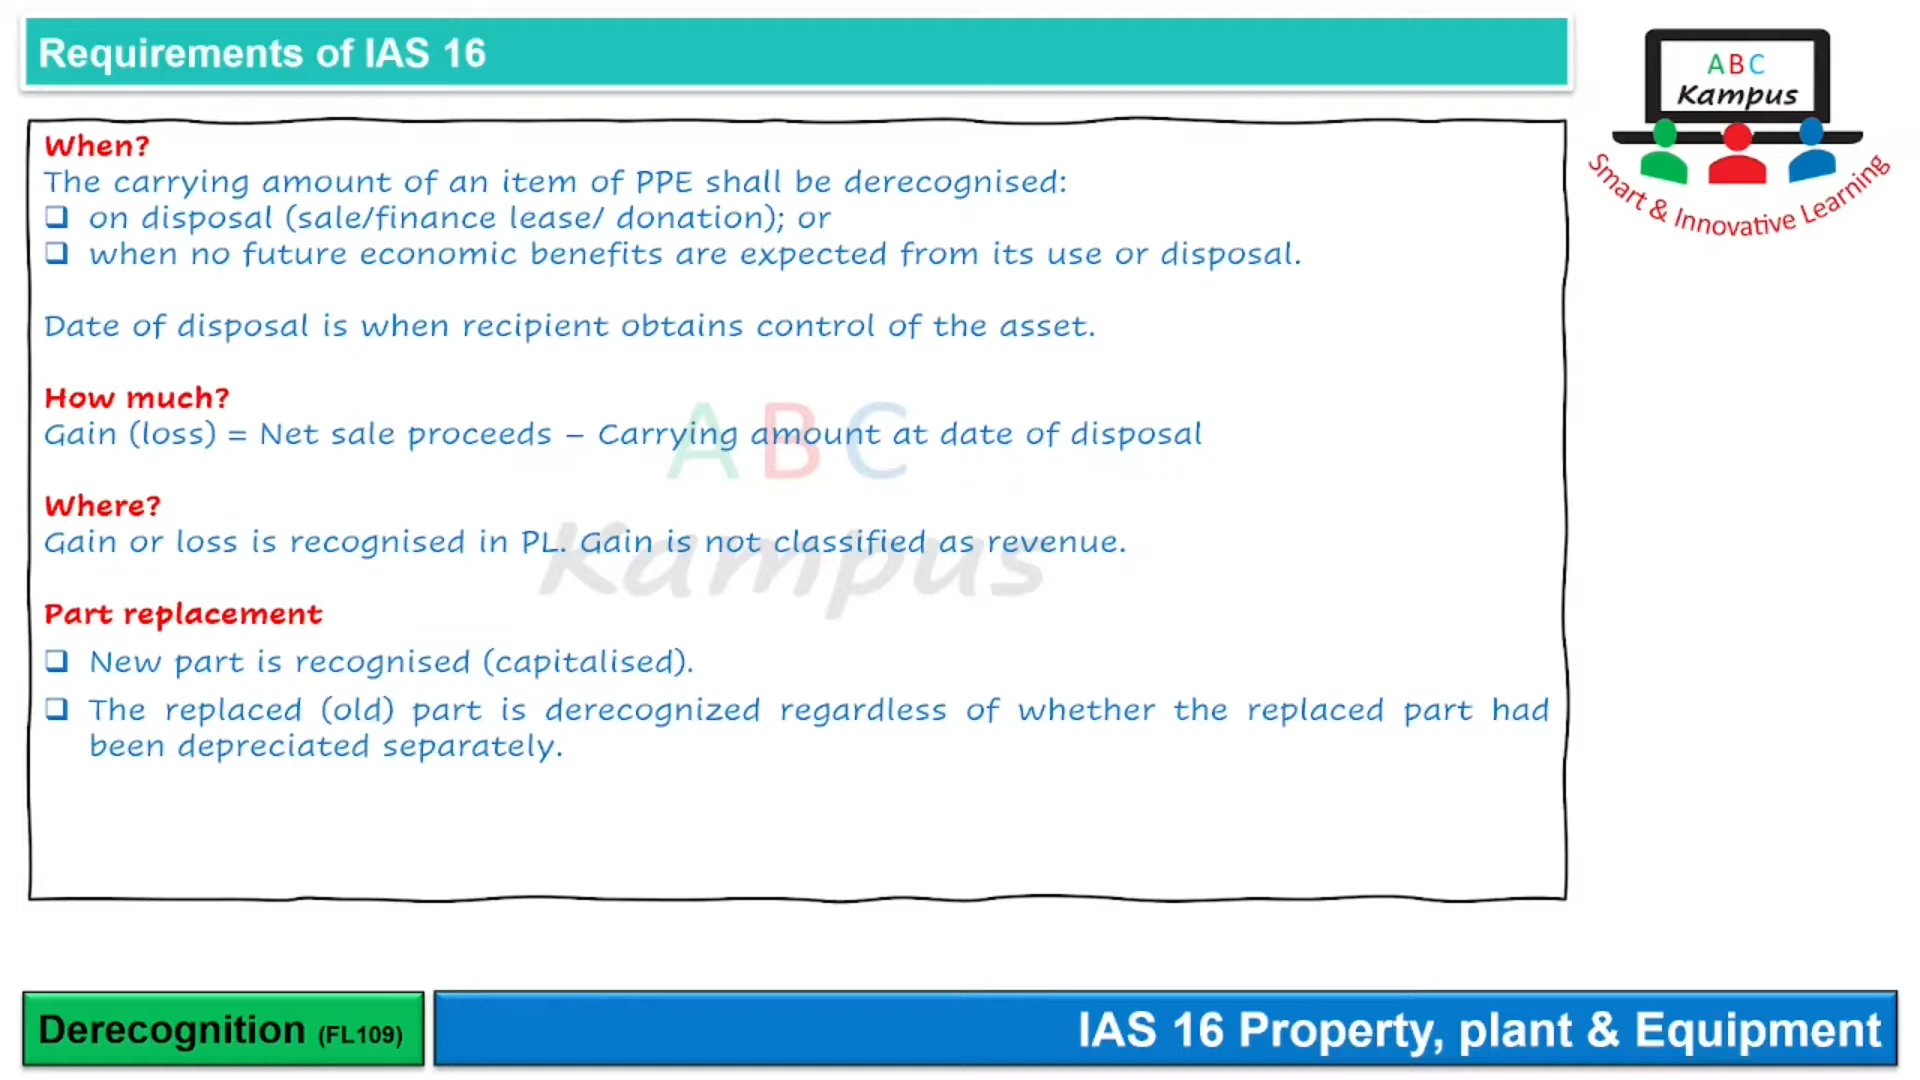 Requirements of IAS 16
A B C
Kampus
Smart & Innovative Learning
When?
The carrying amount of an item of PPE shall be derecognised:
❑ on disposal (sale/finance lease/ donation); or
❑ when no future economic benefits are expected from its use or disposal.
Date of disposal is when recipient obtains control of the asset.
How much?
Gain (loss) = Net sale proceeds – Carrying amount at date of disposal
A B C
Where?
Gain or loss is recognised in PL. Gain is not classified as revenue.
Kampus
Part replacement
❑ New part is recognised (capitalised).
❑ The replaced (old) part is derecognized regardless of whether the replaced part had
been depreciated separately.
Derecognition (FL109)
IAS 16 Property, plant & Equipment